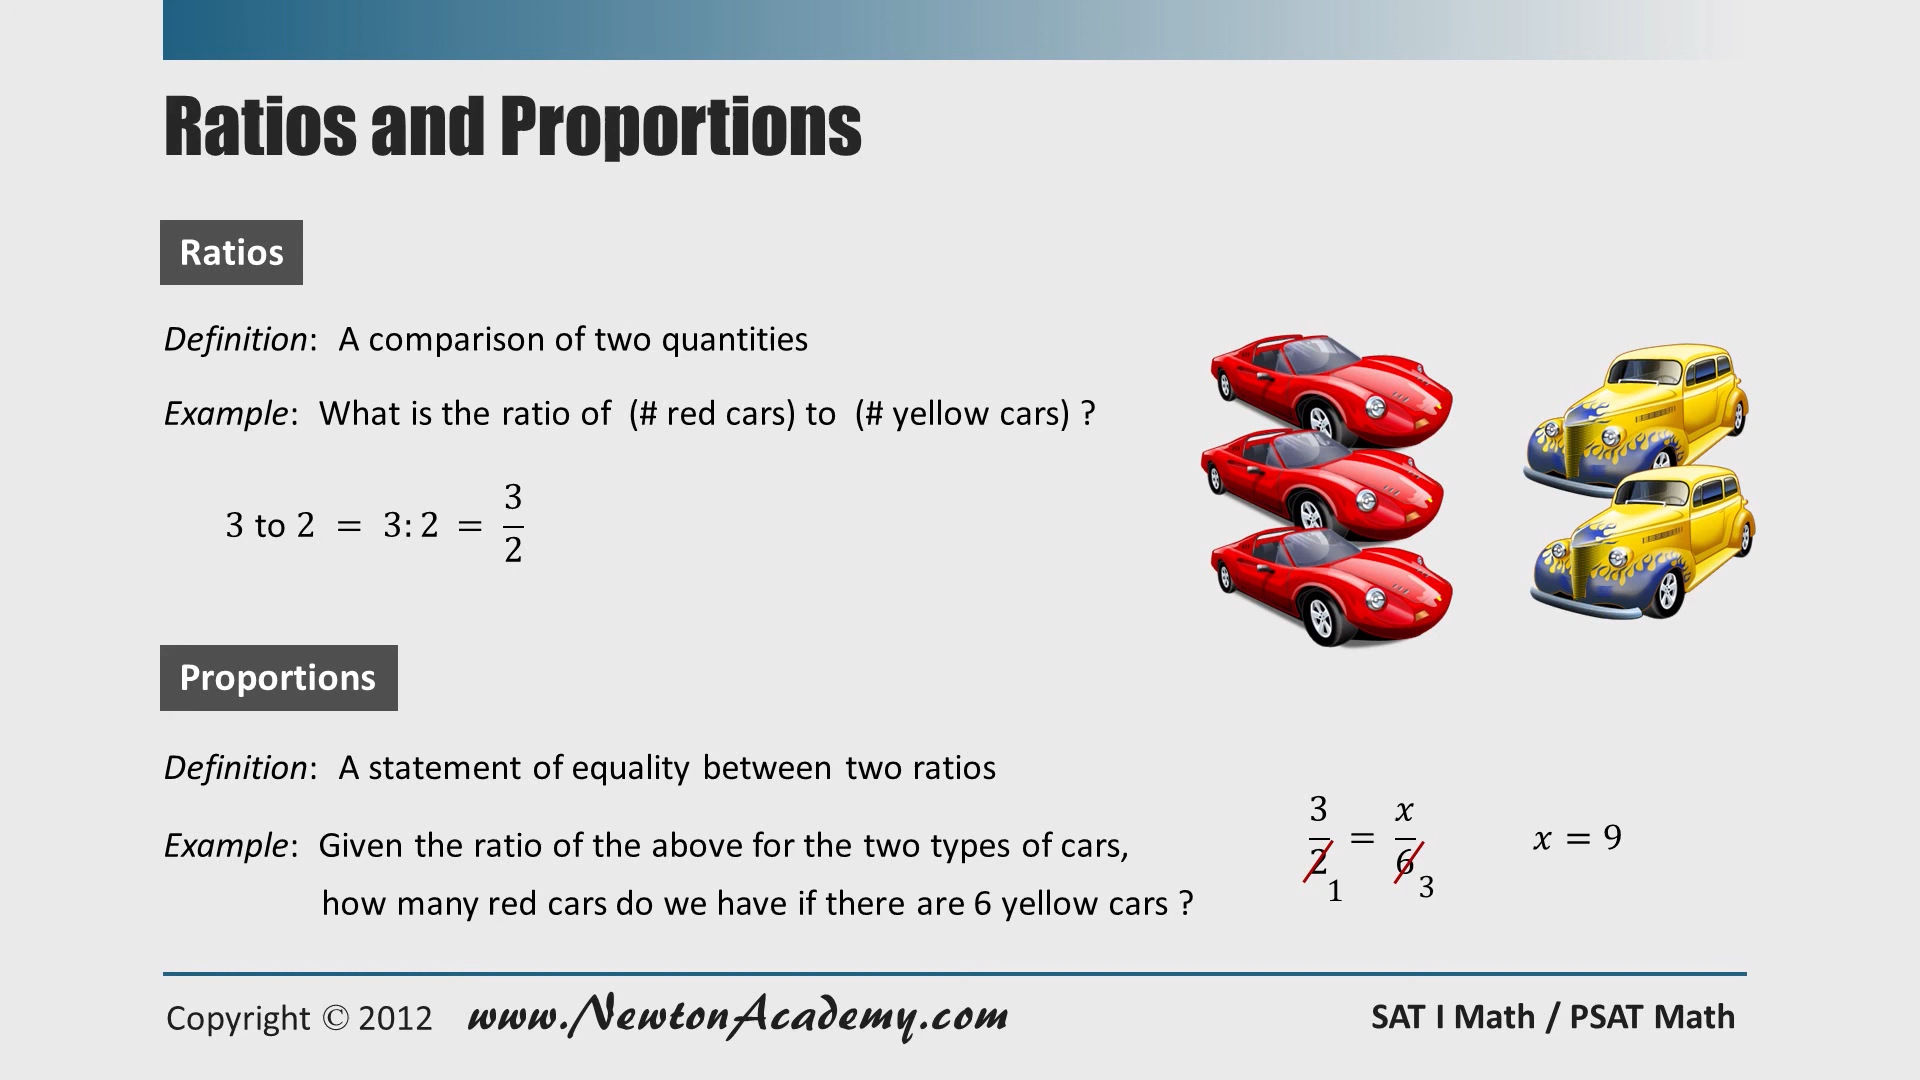 Ratios and Proportions
Ratios
Definition: A comparison of two quantities
Example: What is the ratio of (# red cars) to (# yellow cars) ?
3 to 2 = 3:2 = 3/2
Proportions
Definition: A statement of equality between two ratios
Example: Given the ratio of the above for the two types of cars,
how many red cars do we have if there are 6 yellow cars ?
3/2 = x/6 x = 9
1 3
Copyright © 2012 www.NewtonAcademy.com SAT I Math / PSAT Math